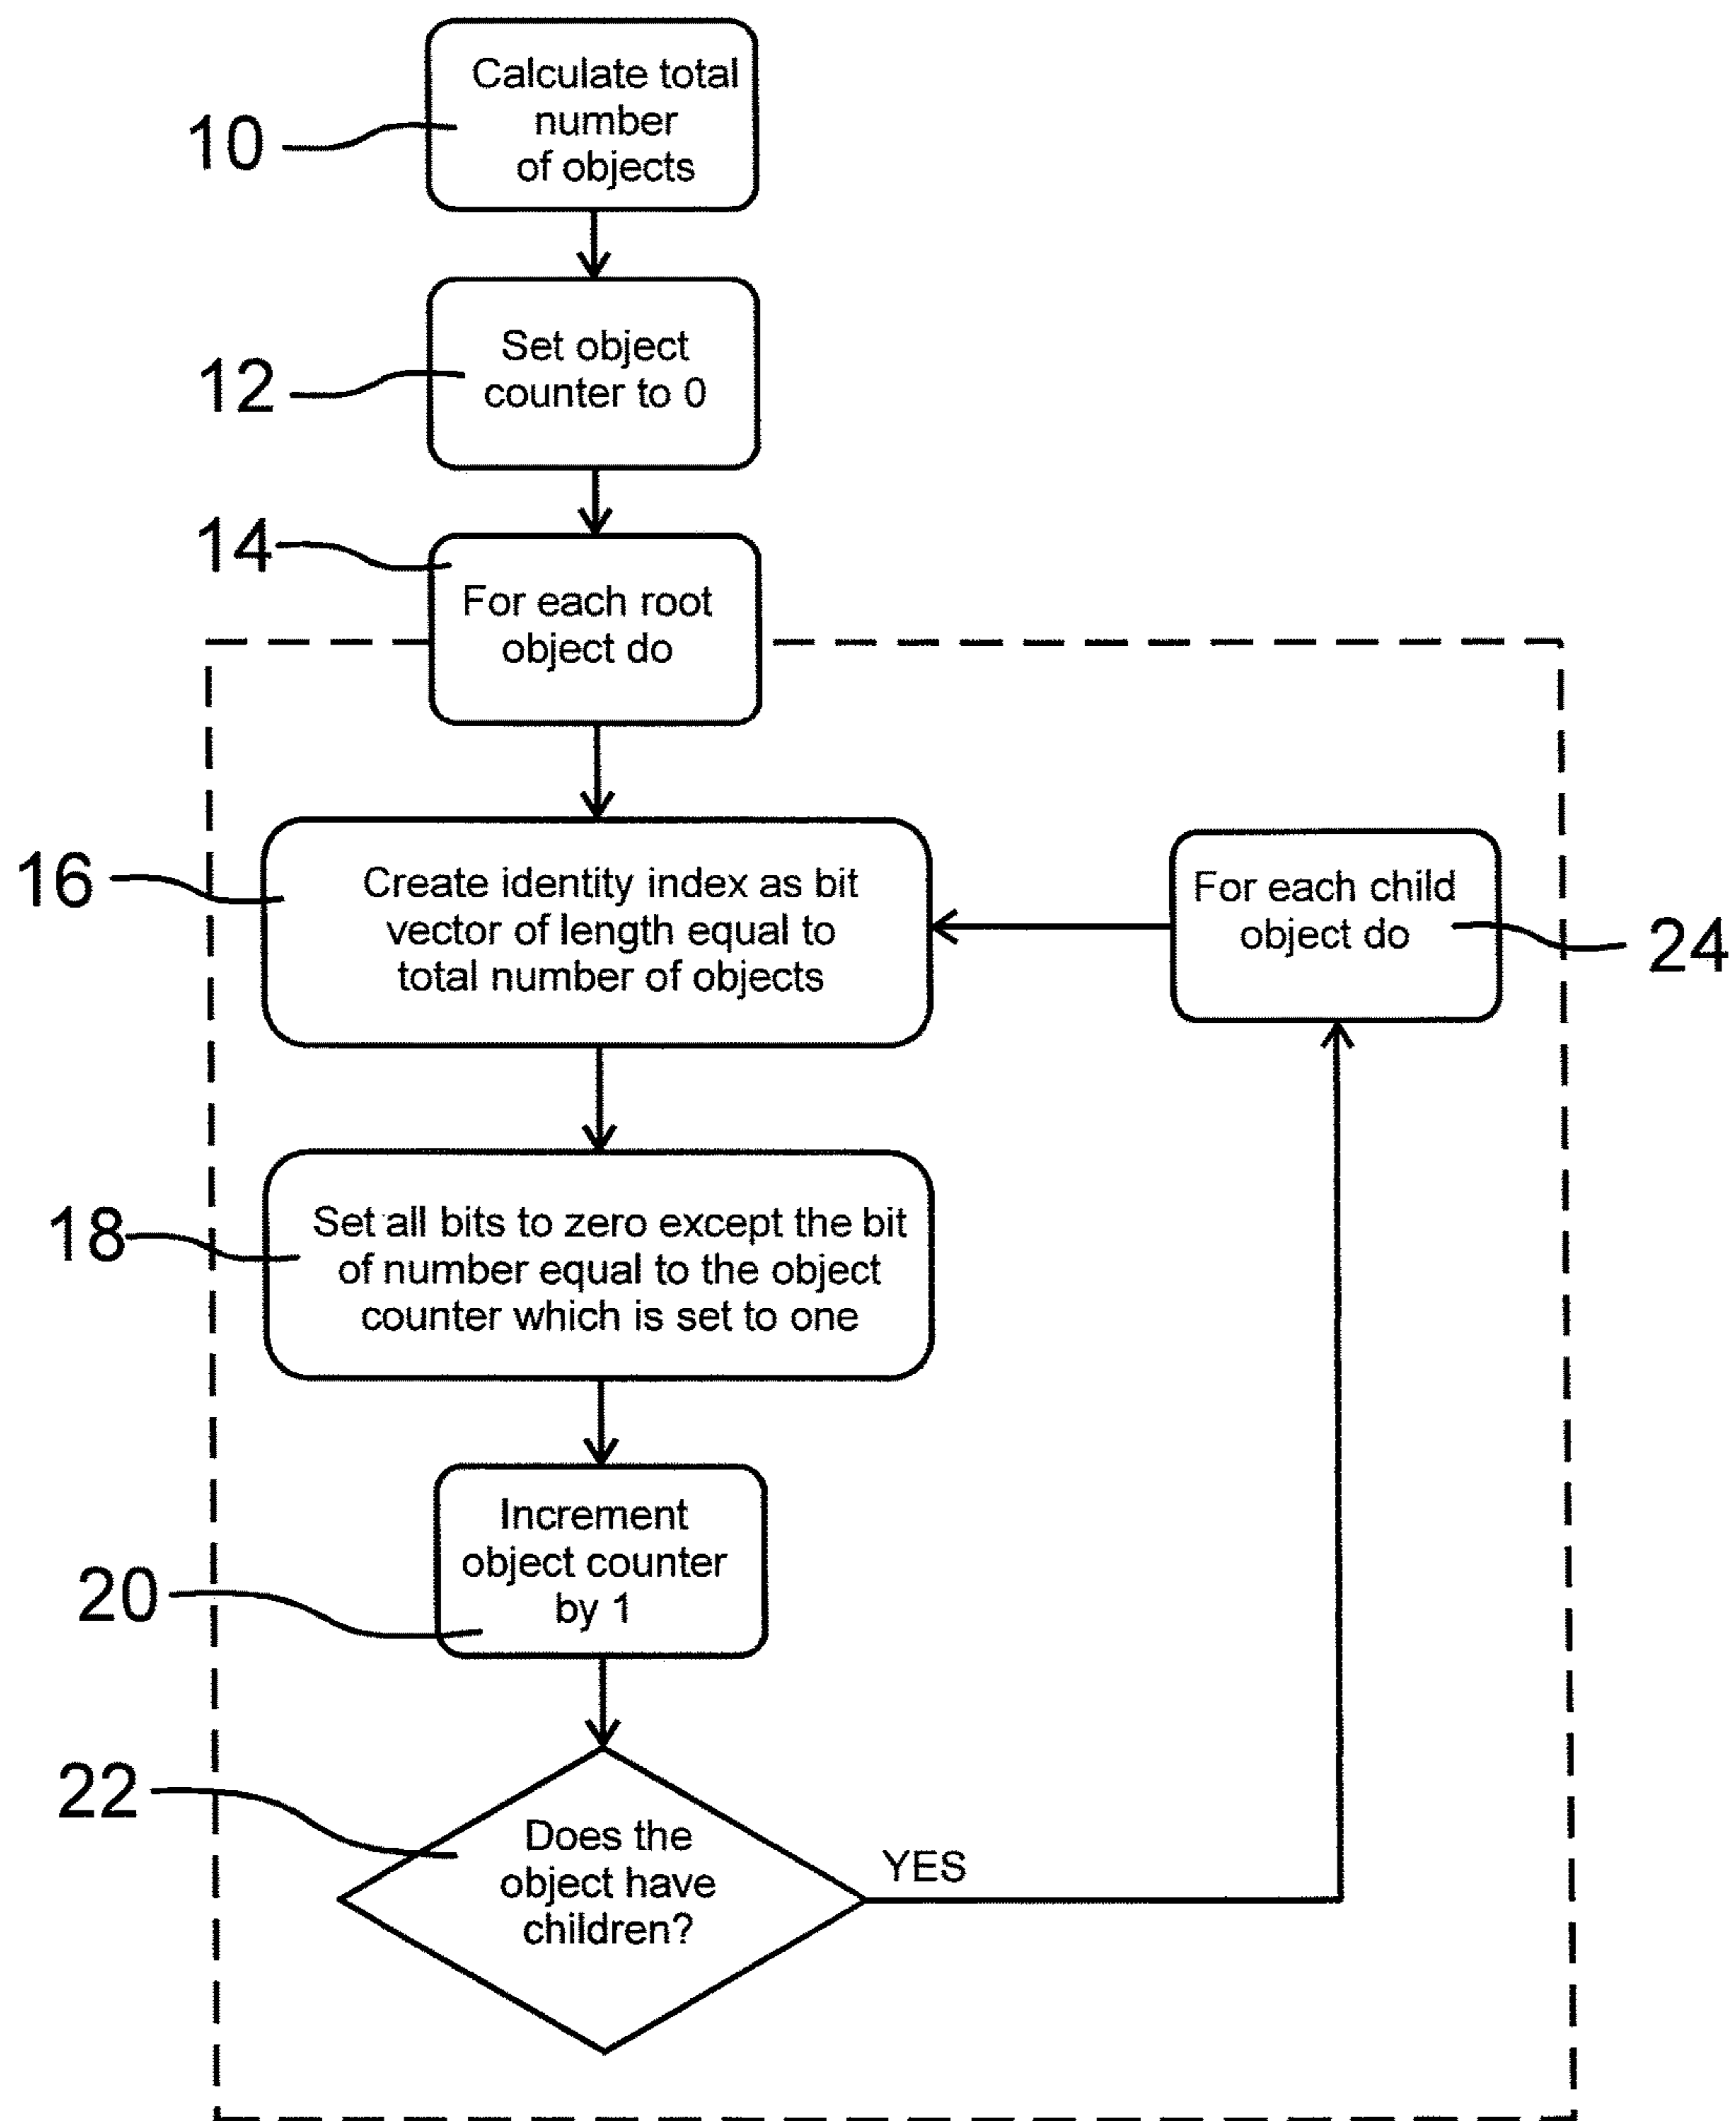 10
Calculate total
number
of objects
12
Set object
counter to 0
14
For each root
object do
16
Create identity index as bit
vector of length equal to
total number of objects
For each child
object do
24
18
Set all bits to zero except the bit
of number equal to the object
counter which is set to one
20
Increment
object counter
by 1
22
Does the
object have
children?
YES